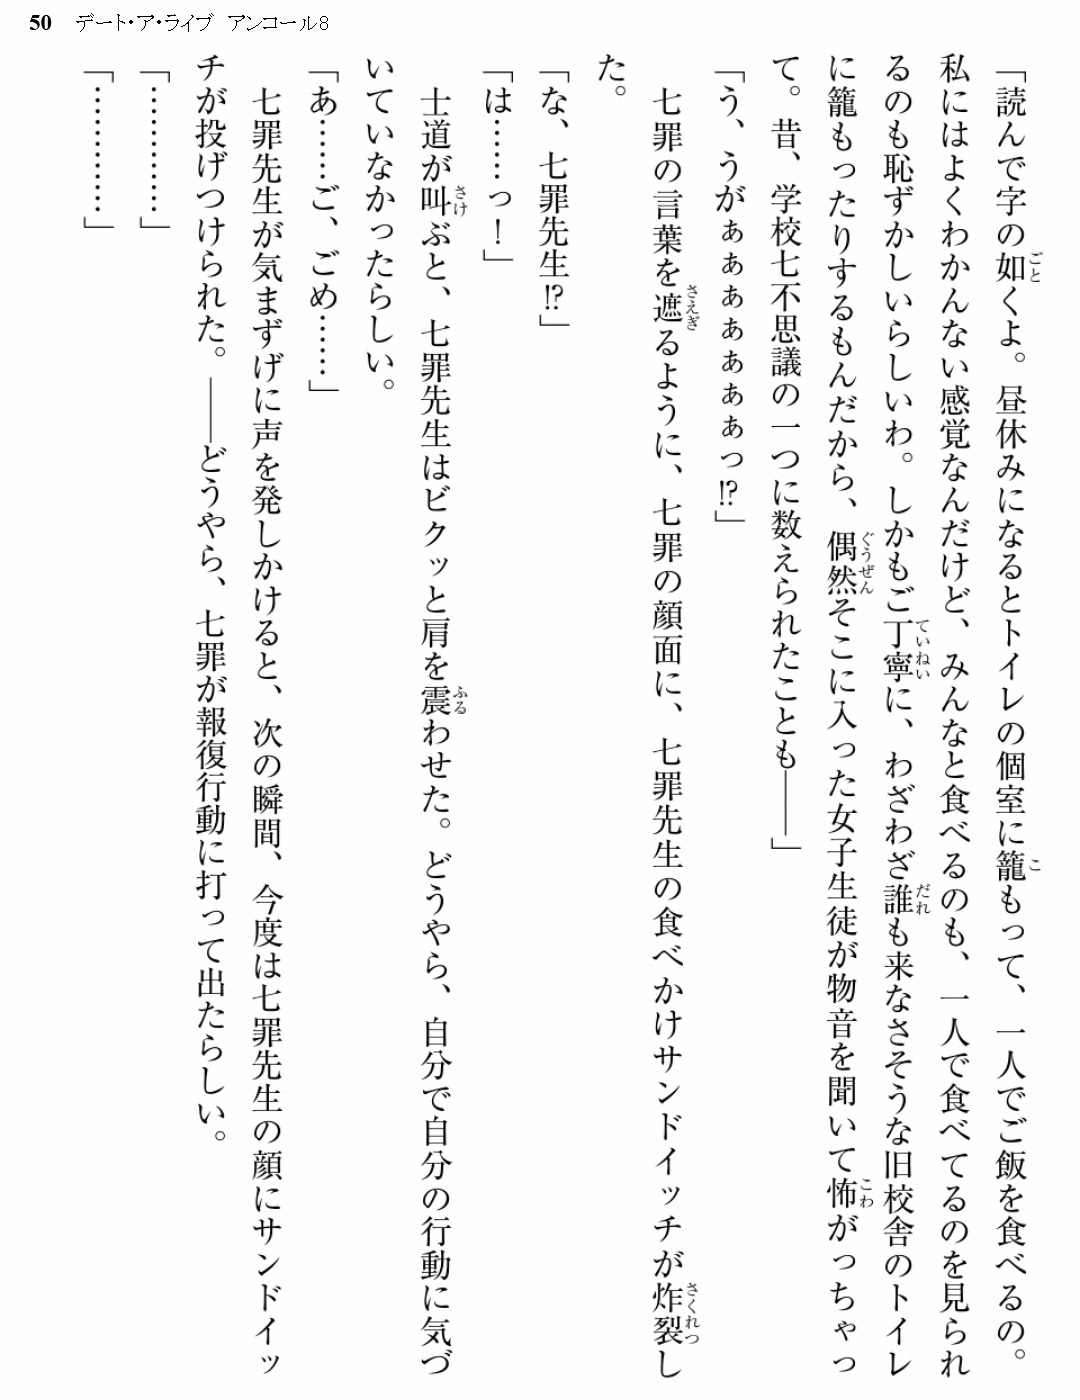 50 デート・ア・ライブ アンコール8
「読んで字の如くよ。昼休みになるとトイレの個室に籠もって、一人でご飯を食べるの。
私にはよくわかんない感覚なんだけど、みんなと食べるのも、一人で食べてるのを見られ
るのも恥ずかしいらしいわ。しかもご丁寧に、わざわざ誰も来なさそうな旧校舎のトイレ
に籠もったりするもんだから、偶然そこに入った女子生徒が物音を聞いて怖がっちゃっ
て。昔、学校七不思議の一つに数えられたことも――」
「う、うがぁぁぁぁぁぁぁっ!?」
七罪の言葉を遮るように、七罪の顔面に、七罪先生の食べかけサンドイッチが炸裂し
た。
「な、七罪先生!?」
「は……っ！」
士道が叫ぶと、七罪先生はビクッと肩を震わせた。どうやら、自分で自分の行動に気づ
いていなかったらしい。
「あ……ご、ごめ……」
七罪先生が気まずげに声を発しかけると、次の瞬間、今度は七罪先生の顔にサンドイッ
チが投げつけられた。――どうやら、七罪が報復行動に打って出たらしい。
「…………」
「…………」